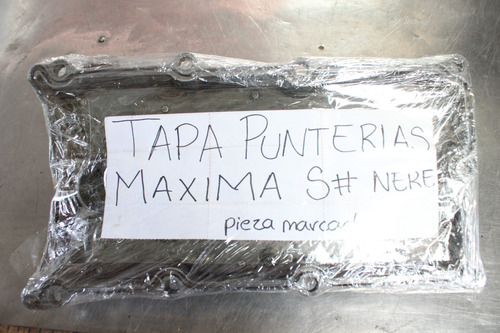 TAPA PUNTERIAS
MAXIMA S# NEKE
pieza marcad